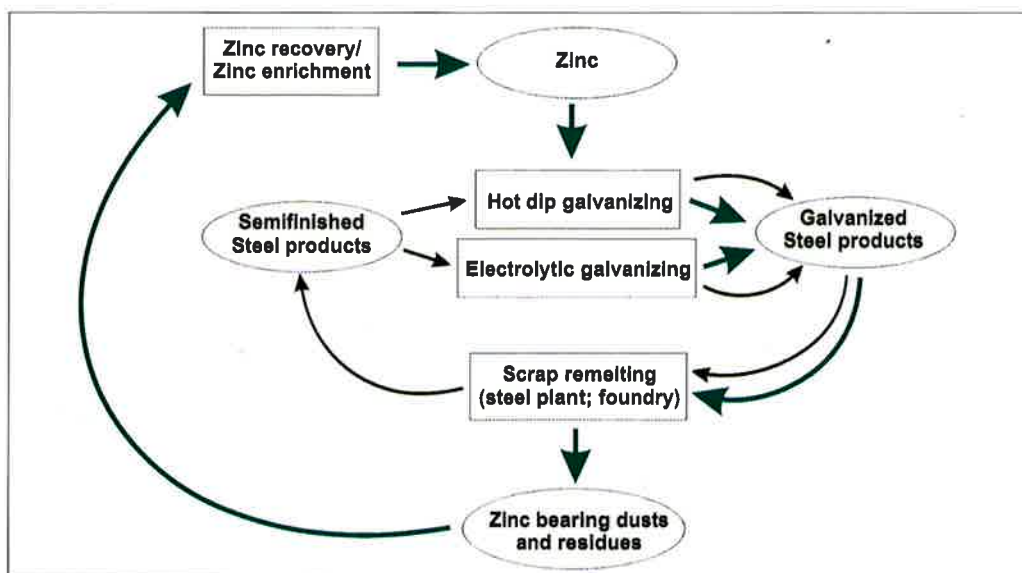 Zinc recovery/
Zinc enrichment
Zinc
Hot dip galvanizing
Semifinished
Steel products
Galvanized
Steel products
Electrolytic galvanizing
Scrap remelting
(steel plant; foundry)
Zinc bearing dusts
and residues